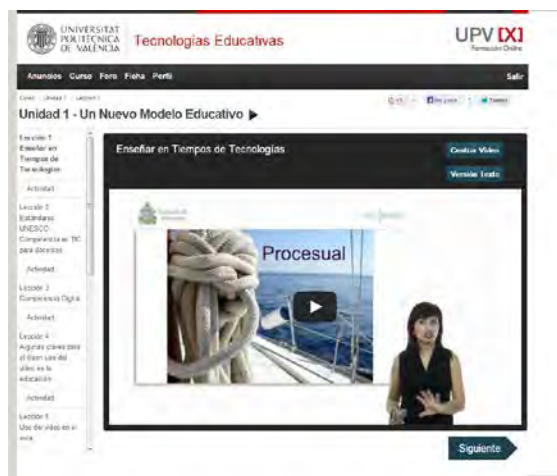 UNIVERSITAT
POLITÈCNICA
DE VALÈNCIA
Tecnologías Educativas
UPV [X]
Formación Online
Anuncios Curso Foro Ficha Perfil
Salir
Unidad 1 - Un Nuevo Modelo Educativo
Lección 1
Enseñar en
Tiempos de
Tecnologías
Actividad
Lección 2
Estándares
UNESCO
Competencia en TIC
para docentes
Actividad
Lección 3
Competencia Digital
Actividad
Lección 4
Algunas claves para
el buen uso del
vídeo en la
educación
Actividad
Lección 5
Uso del vídeo en el
aula
Enseñar en Tiempos de Tecnologías
Centrar Vídeo
Versión Texto
Procesual
Siguiente